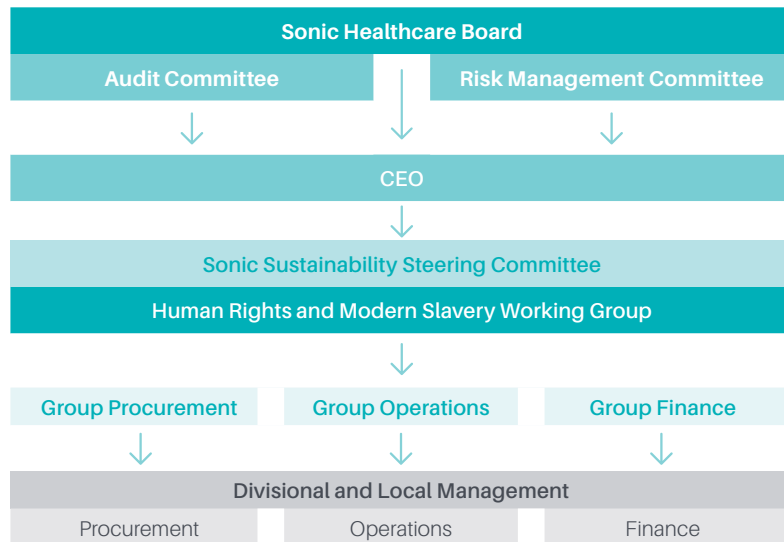 Sonic Healthcare Board
Audit Committee
Risk Management Committee
CEO
Sonic Sustainability Steering Committee
Human Rights and Modern Slavery Working Group
Group Procurement
Group Operations
Group Finance
Divisional and Local Management
Procurement
Operations
Finance